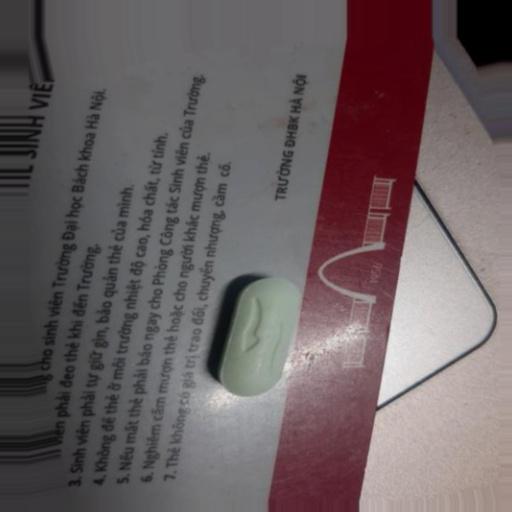 THẺ SINH VIÊ
cho sinh viên Trường Đại học Bách khoa Hà Nội.
viên phải đeo thẻ khi đến Trường.
3. Sinh viên phải tự giữ gìn, bảo quản thẻ của mình.
4. Không để thẻ ở môi trường nhiệt độ cao, hóa chất, từ tính.
5. Nếu mất thẻ phải báo ngay cho Phòng Công tác Sinh viên của Trường.
6. Nghiêm cấm mượn thẻ hoặc cho người khác mượn thẻ.
7. Thẻ không có giá trị trao đổi, chuyển nhượng, cầm cố.
TRƯỜNG ĐHBK HÀ NỘI